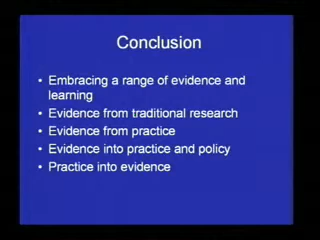 Conclusion
• Embracing a range of evidence and
learning
• Evidence from traditional research
• Evidence from practice
• Evidence into practice and policy
• Practice into evidence